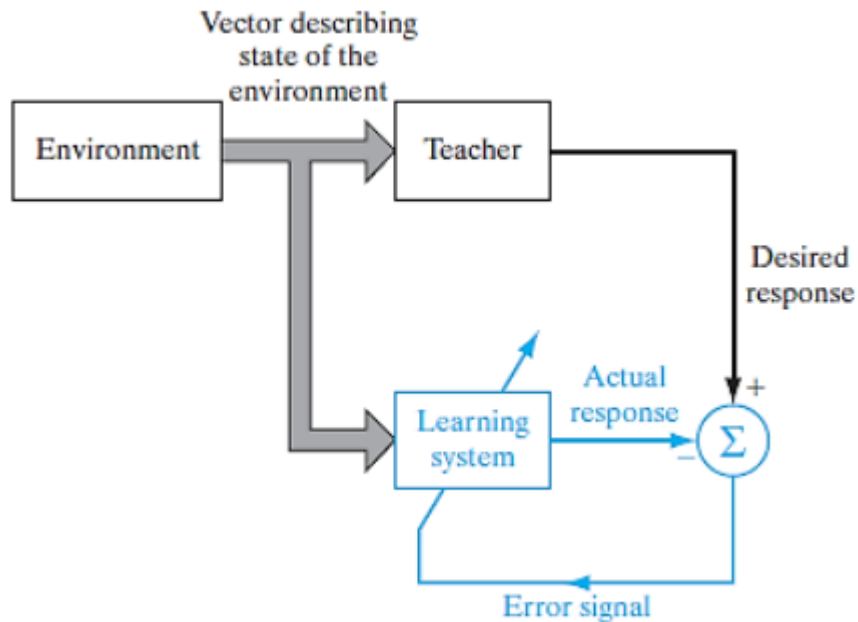 Vector describing
state of the
environment
Environment
Teacher
Desired
response
Actual
response
Learning
system
+
−
Σ
Error signal